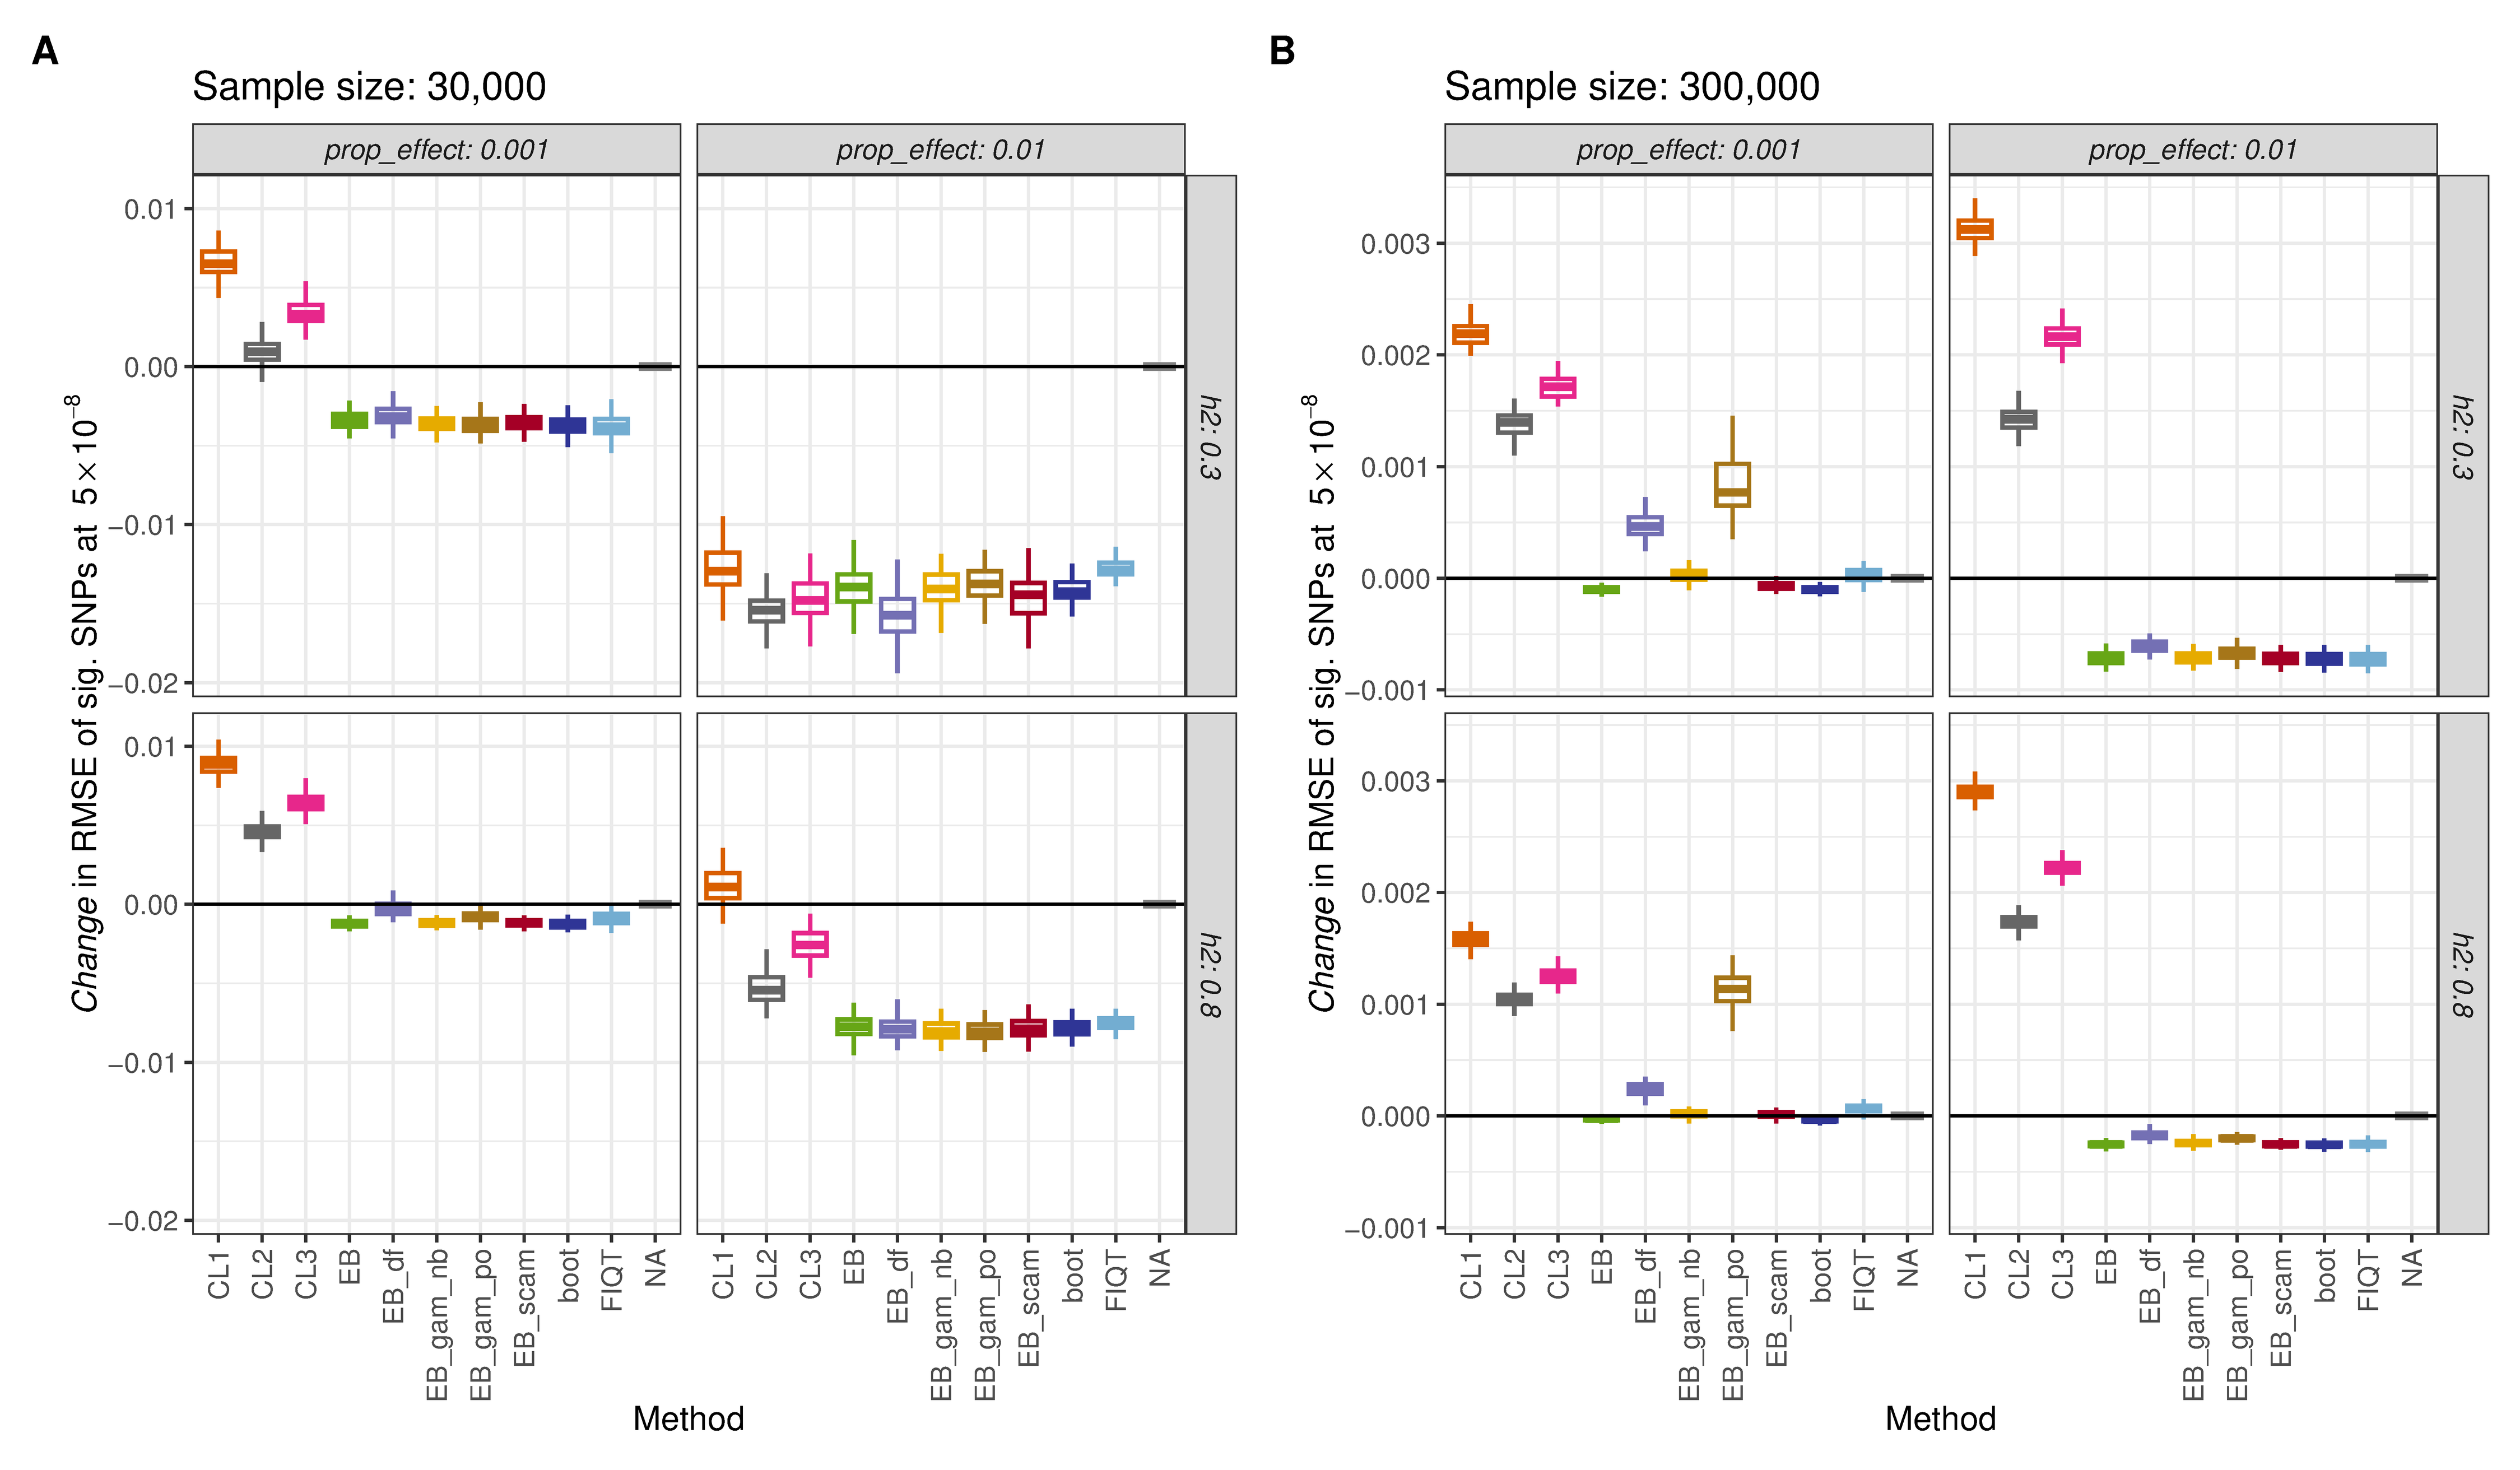 A
Sample size: 30,000
prop_effect: 0.001
prop_effect: 0.01
0.01
0.00
−0.01
−0.02
h2: 0.3
0.01
0.00
−0.01
−0.02
h2: 0.8
Change in RMSE of sig. SNPs at 5×10⁻⁸
CL1
CL2
CL3
EB
EB_df
EB_gam_nb
EB_gam_po
EB_scam
boot
FIQT
NA
CL1
CL2
CL3
EB
EB_df
EB_gam_nb
EB_gam_po
EB_scam
boot
FIQT
NA
Method
B
Sample size: 300,000
prop_effect: 0.001
prop_effect: 0.01
0.003
0.002
0.001
0.000
−0.001
h2: 0.3
0.003
0.002
0.001
0.000
−0.001
h2: 0.8
Change in RMSE of sig. SNPs at 5×10⁻⁸
CL1
CL2
CL3
EB
EB_df
EB_gam_nb
EB_gam_po
EB_scam
boot
FIQT
NA
CL1
CL2
CL3
EB
EB_df
EB_gam_nb
EB_gam_po
EB_scam
boot
FIQT
NA
Method